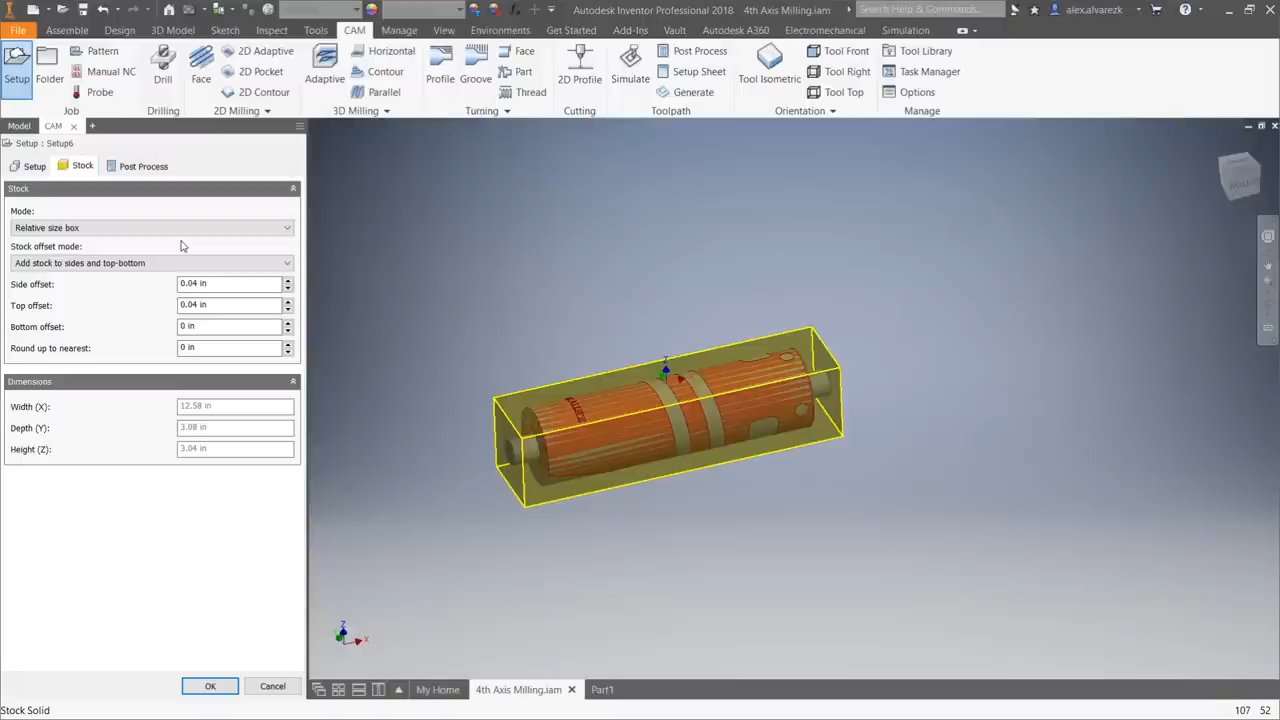 Autodesk Inventor Professional 2018 4th Axis Milling.iam
Search Help & Commands...
alex.alvarezk
File Assembly Design 3D Model Sketch Inspect Tools CAM Manage View Environments Get Started Add-Ins Vault Autodesk A360 Electromechanical Simulation
Setup
Folder
Pattern
Manual NC
Probe
Drill
Face
2D Adaptive
2D Pocket
2D Contour
Adaptive
Horizontal
Contour
Parallel
Profile
Groove
Face
Part
Thread
2D Profile
Simulate
Post Process
Setup Sheet
Generate
Tool Isometric
Tool Front
Tool Right
Tool Top
Tool Library
Task Manager
Options
Job Drilling 2D Milling 3D Milling Turning Cutting Toolpath Orientation Manage
Model CAM
Setup : Setup6
Setup Stock Post Process
Stock
Mode:
Relative size box
Stock offset mode:
Add stock to sides and top-bottom
Side offset: 0.04 in
Top offset: 0.04 in
Bottom offset: 0 in
Round up to nearest: 0 in
Dimensions
Width (X): 12.58 in
Depth (Y): 3.08 in
Height (Z): 3.04 in
Z
Z
X
OK Cancel
My Home 4th Axis Milling.iam Part1
Stock Solid
107 52